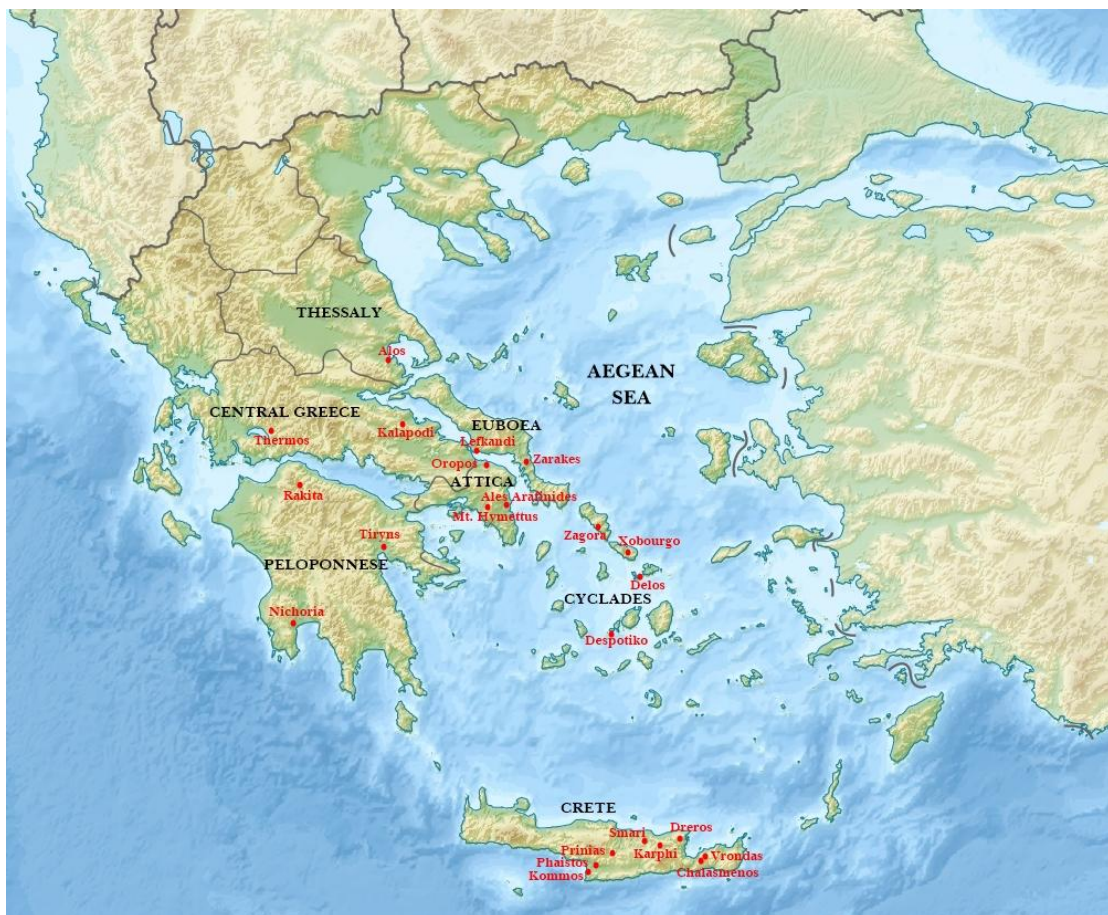 THESSALY
Alos
AEGEAN
SEA
CENTRAL GREECE
Thermos
Kalapodi
EUBOEA
Lefkandi
Oropos
Zarakes
ATTICA
Rakita
Ales Arafinides
Mt. Hymettus
Tiryns
Zagora
Xobourgo
PELOPONNESE
Delos
CYCLADES
Nichoria
Despotiko
CRETE
Smari
Dreros
Prinias
Karphi
Vrondas
Phaistos
Chalasmenos
Kommos